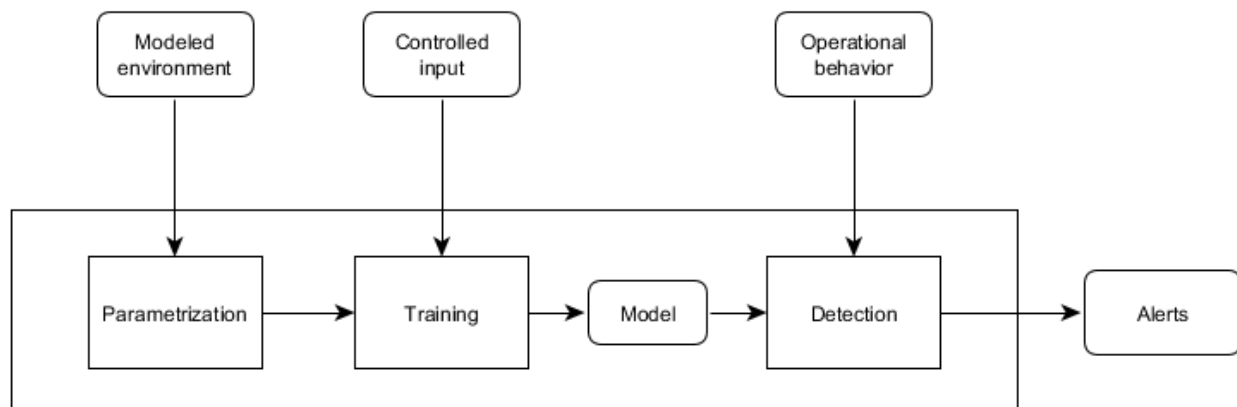 Modeled
environment
Controlled
input
Operational
behavior
Parametrization
Training
Model
Detection
Alerts